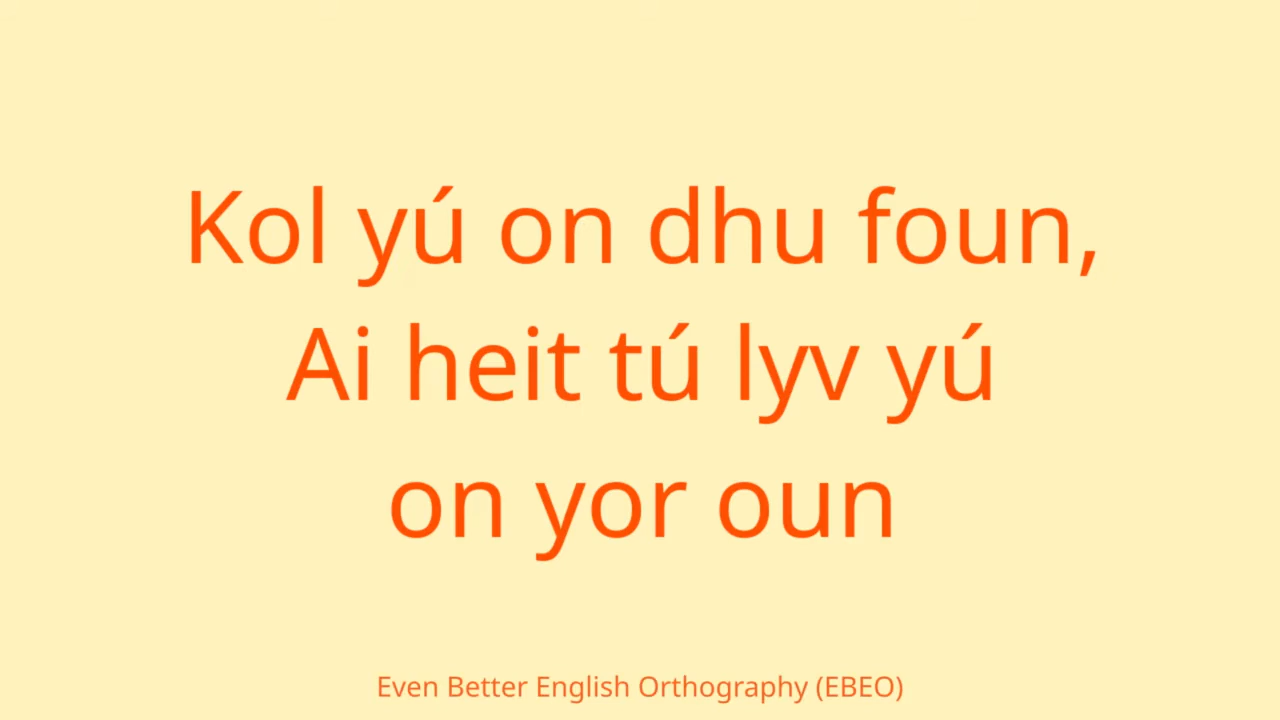 Kol yú on dhu foun,
Ai heit tú lyv yú
on yor oun
Even Better English Orthography (EBEO)